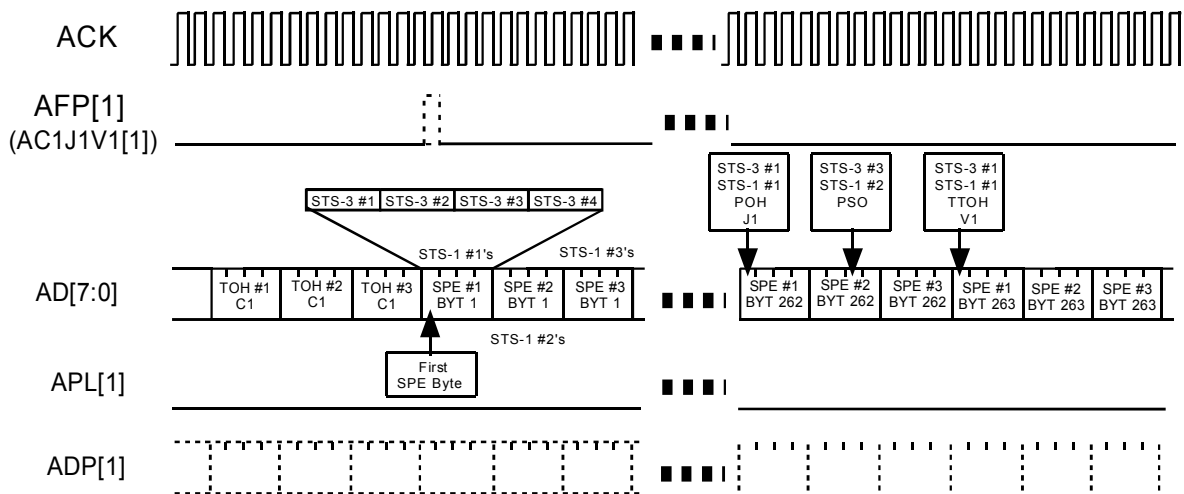 ACK
AFP[1]
(AC1J1V1[1])
STS-3 #1
STS-1 #1
POH
J1
STS-3 #3
STS-1 #2
PSO
STS-3 #1
STS-1 #1
TTOH
V1
STS-3 #1 STS-3 #2 STS-3 #3 STS-3 #4
STS-1 #1's
STS-1 #3's
AD[7:0]
TOH #1
C1
TOH #2
C1
TOH #3
C1
SPE #1
BYT 1
SPE #2
BYT 1
SPE #3
BYT 1
SPE #1
BYT 262
SPE #2
BYT 262
SPE #3
BYT 262
SPE #1
BYT 263
SPE #2
BYT 263
SPE #3
BYT 263
STS-1 #2's
First
SPE Byte
APL[1]
ADP[1]